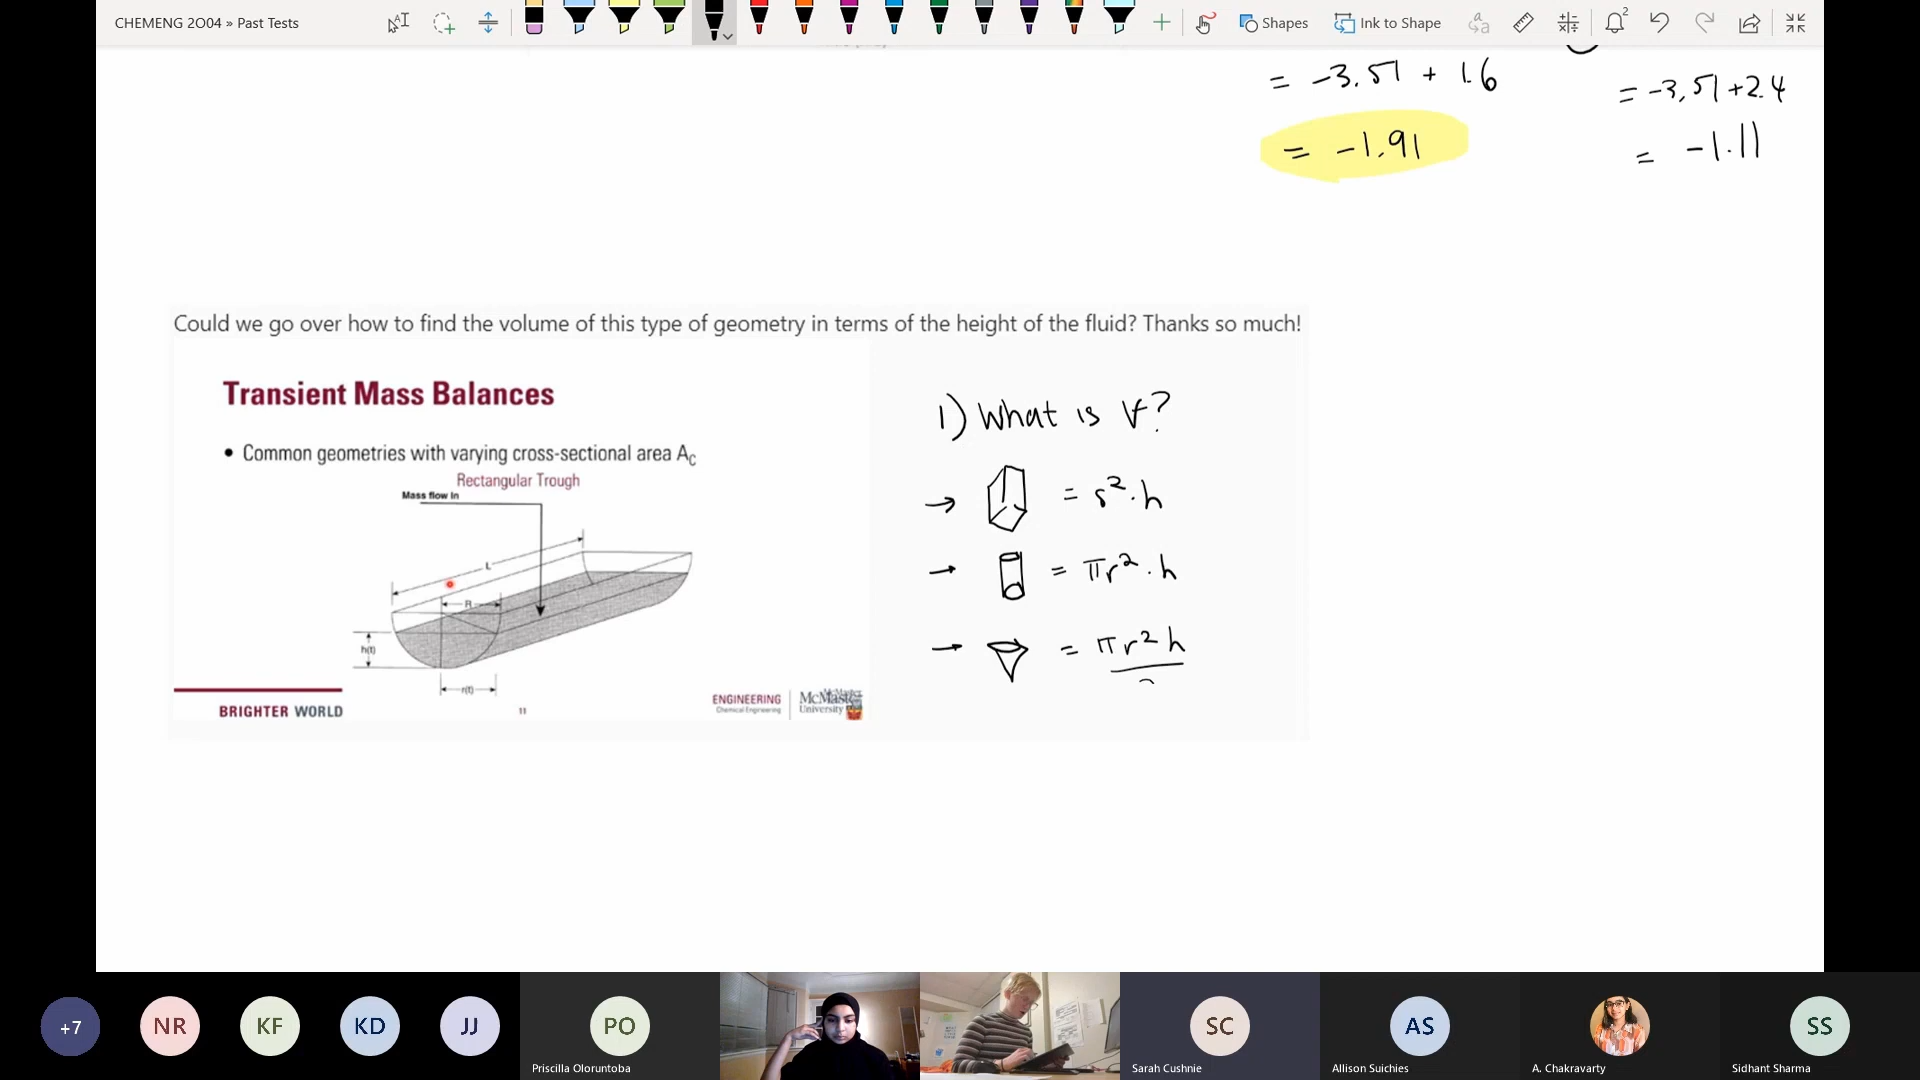 CHEMENG 2O04 » Past Tests
Shapes
Ink to Shape
2
= -3.51 + 1.6
= -1.91
= -3.51 + 2.4
= -1.11
Could we go over how to find the volume of this type of geometry in terms of the height of the fluid? Thanks so much!
Transient Mass Balances
• Common geometries with varying cross-sectional area Ac
Rectangular Trough
Mass flow In
L
R
h(t)
r(t)
BRIGHTER WORLD
11
ENGINEERING
Chemical Engineering
McMaster
University
1) What is V?
→ = s²·h
→ = πr²·h
→ = πr²h
+7
NR
KF
KD
JJ
PO
Priscilla Oloruntoba
SC
Sarah Cushnie
AS
Allison Suichies
A. Chakravarty
SS
Sidhant Sharma